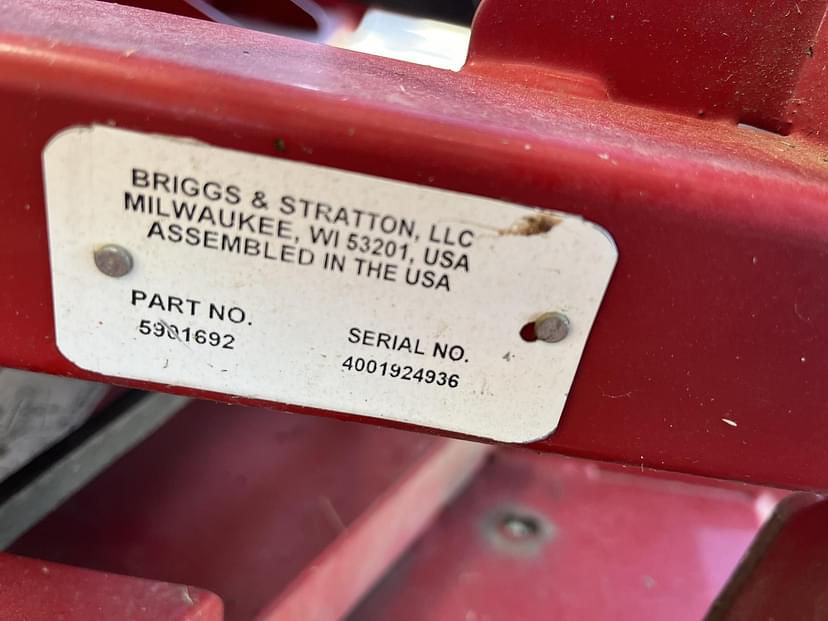 BRIGGS & STRATTON, LLC
MILWAUKEE, WI 53201, USA
ASSEMBLED IN THE USA
PART NO.
5901692
SERIAL NO.
4001924936